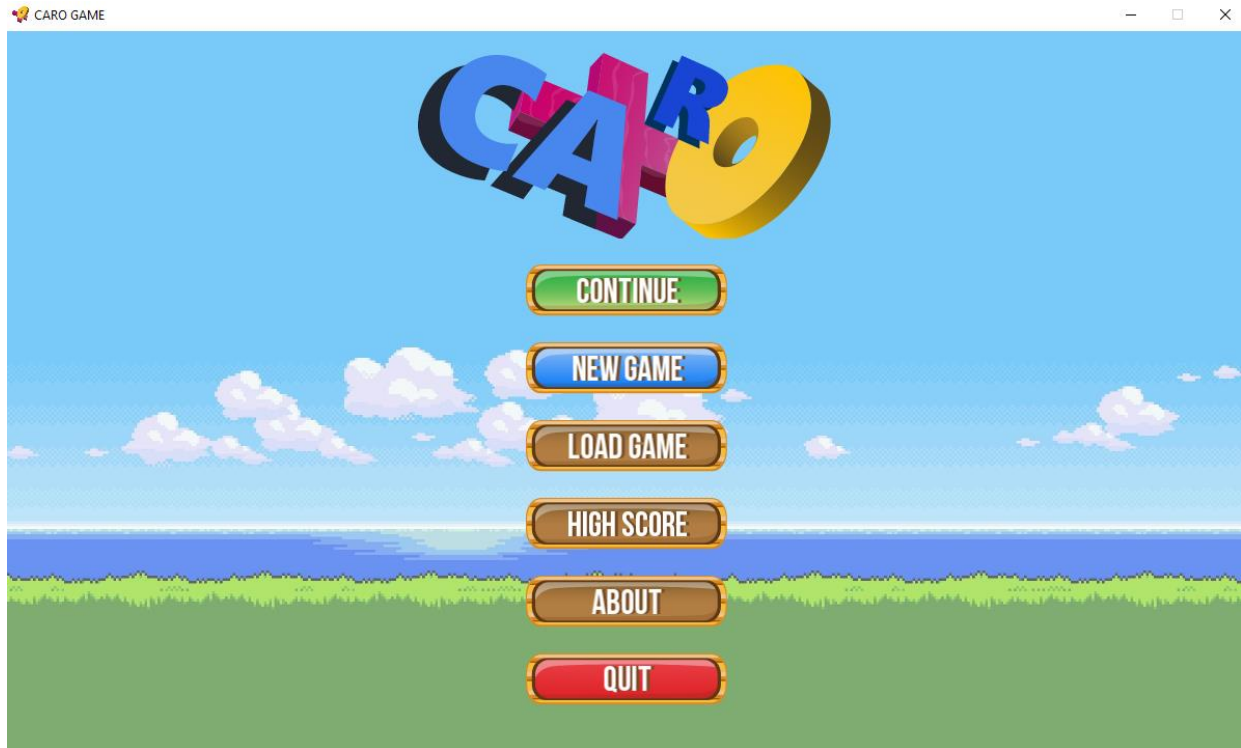 CARO GAME
CARO
CONTINUE
NEW GAME
LOAD GAME
HIGH SCORE
ABOUT
QUIT